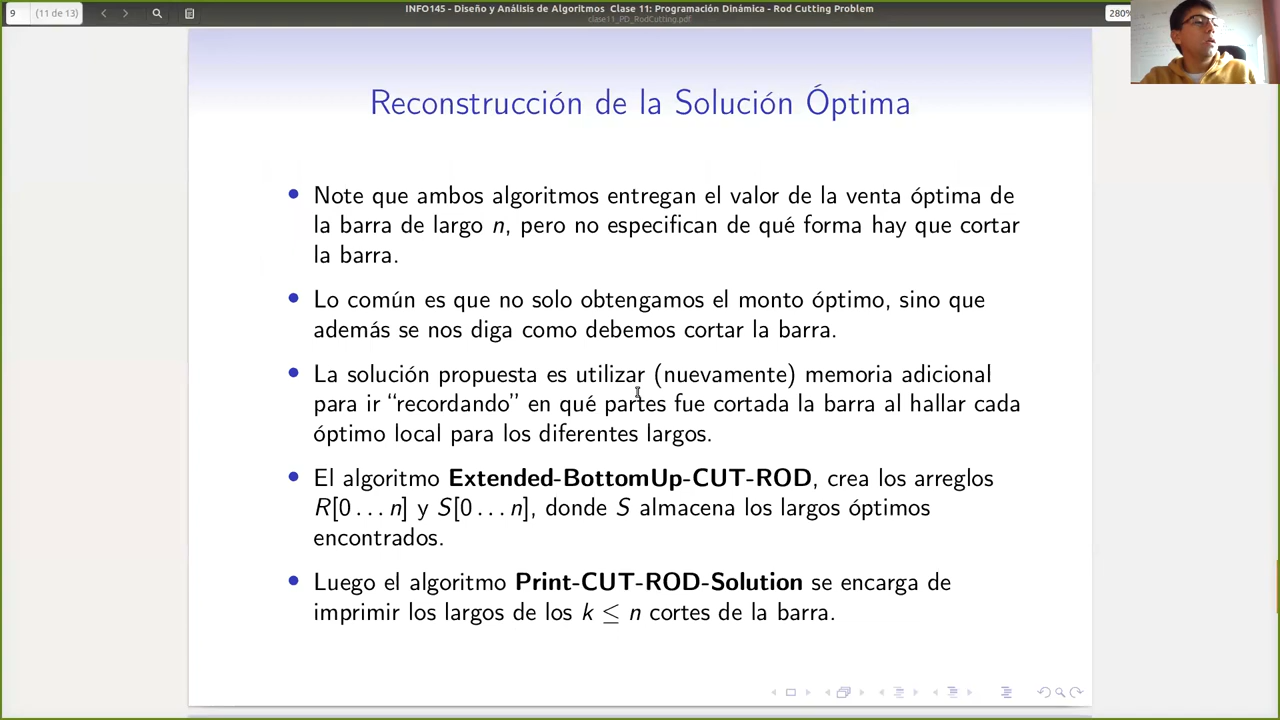 9
(11 de 13)
INFO145 - Diseño y Análisis de Algoritmos Clase 11: Programación Dinámica - Rod Cutting Problem
clase11_PD_RodCutting.pdf
280%
Reconstrucción de la Solución Óptima
• Note que ambos algoritmos entregan el valor de la venta óptima de
la barra de largo n, pero no especifican de qué forma hay que cortar
la barra.
• Lo común es que no solo obtengamos el monto óptimo, sino que
además se nos diga como debemos cortar la barra.
• La solución propuesta es utilizar (nuevamente) memoria adicional
para ir “recordando” en qué partes fue cortada la barra al hallar cada
óptimo local para los diferentes largos.
• El algoritmo Extended-BottomUp-CUT-ROD, crea los arreglos
R[0 . . . n] y S[0 . . . n], donde S almacena los largos óptimos
encontrados.
• Luego el algoritmo Print-CUT-ROD-Solution se encarga de
imprimir los largos de los k ≤ n cortes de la barra.